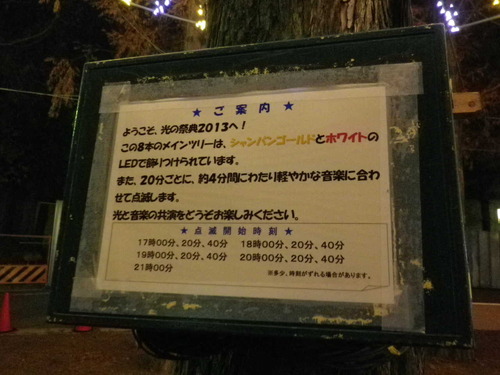 ★ ご案内 ★
ようこそ、光の祭典2013へ！
この8本のメインツリーは、シャンパンゴールドとホワイトの
LEDで飾りつけられています。
また、20分ごとに、約4分間にわたり軽やかな音楽に合わ
せて点滅します。
光と音楽の共演をどうぞお楽しみください。
★ 点滅開始時刻 ★
17時00分、20分、40分 18時00分、20分、40分
19時00分、20分、40分 20時00分、20分、40分
21時00分 ※多少、時刻がずれる場合があります。